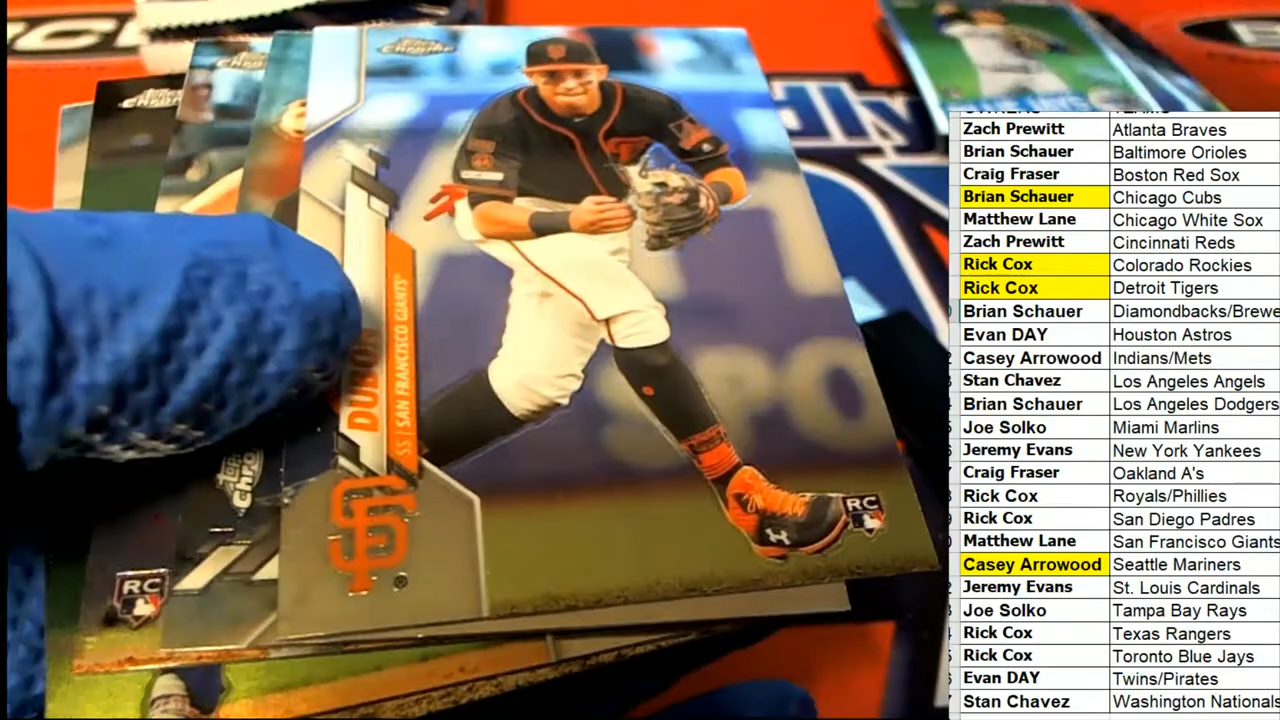 Topps
Chrome
DUBON
SS | SAN FRANCISCO GIANTS®
SF
®
RC
RC
Zach Prewitt Atlanta Braves
Brian Schauer Baltimore Orioles
Craig Fraser Boston Red Sox
Brian Schauer Chicago Cubs
Matthew Lane Chicago White Sox
Zach Prewitt Cincinnati Reds
Rick Cox Colorado Rockies
Rick Cox Detroit Tigers
Brian Schauer Diamondbacks/Brewe
Evan DAY Houston Astros
Casey Arrowood Indians/Mets
Stan Chavez Los Angeles Angels
Brian Schauer Los Angeles Dodgers
Joe Solko Miami Marlins
Jeremy Evans New York Yankees
Craig Fraser Oakland A's
Rick Cox Royals/Phillies
Rick Cox San Diego Padres
Matthew Lane San Francisco Giants
Casey Arrowood Seattle Mariners
Jeremy Evans St. Louis Cardinals
Joe Solko Tampa Bay Rays
Rick Cox Texas Rangers
Rick Cox Toronto Blue Jays
Evan DAY Twins/Pirates
Stan Chavez Washington Nationals